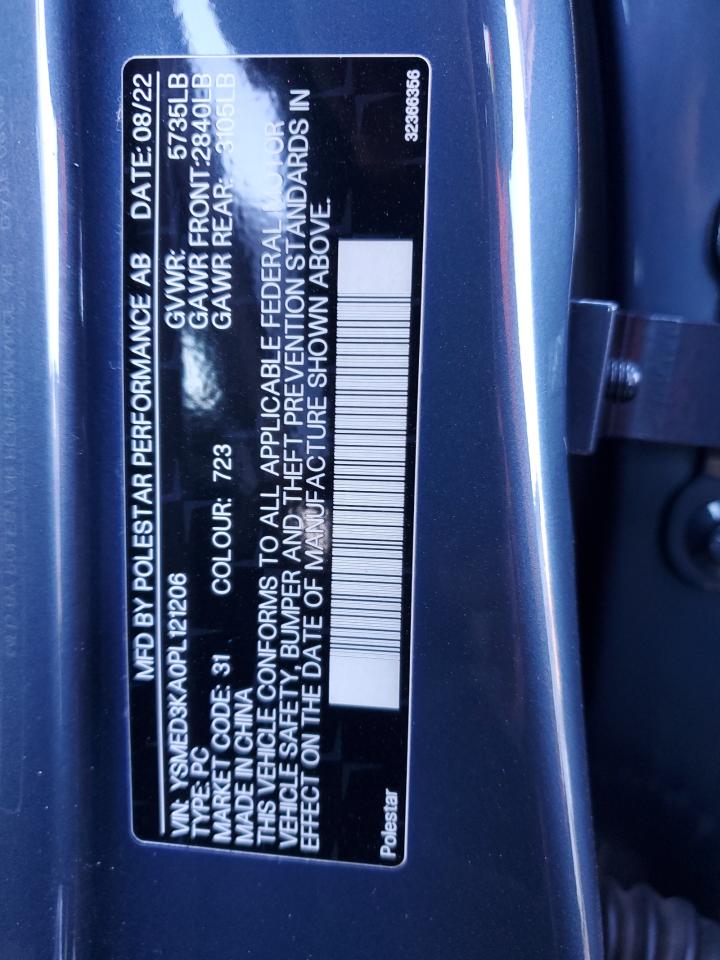 MFD BY POLESTAR PERFORMANCE AB DATE: 08/22
VIN: YSMED3KA0PL121206 GVWR: 5735LB
TYPE: PC GAWR FRONT:2840LB
MARKET CODE: 31 COLOUR: 723 GAWR REAR: 3105LB
MADE IN CHINA
THIS VEHICLE CONFORMS TO ALL APPLICABLE FEDERAL MOTOR
VEHICLE SAFETY, BUMPER AND THEFT PREVENTION STANDARDS IN
EFFECT ON THE DATE OF MANUFACTURE SHOWN ABOVE.
Polestar 32366356